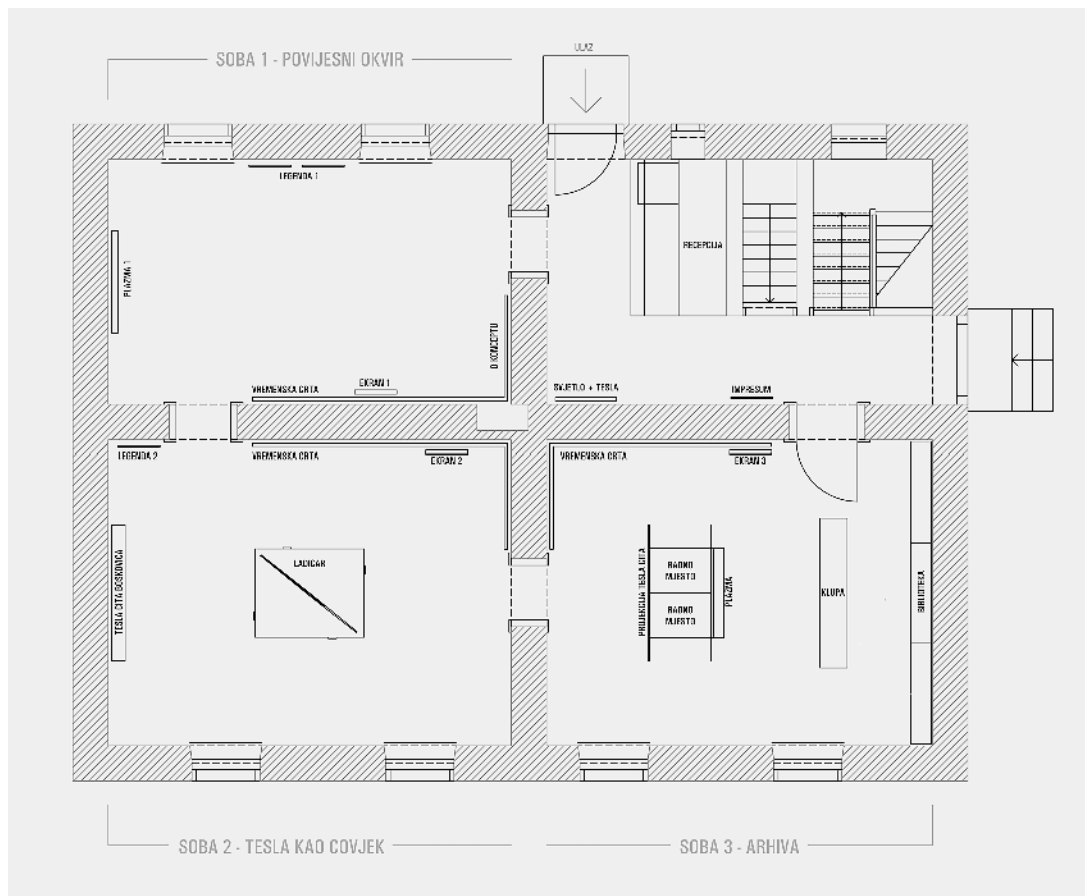 ULAZ
SOBA 1 - POVIJESNI OKVIR
LEGENDA 1
PLAZMA 1
RECEPCIJA
O KONCEPTU
EKRAN 1
VREMENSKA CRTA
SVJETLO + TESLA
IMPRESUM
LEGENDA 2
VREMENSKA CRTA
EKRAN 2
VREMENSKA CRTA
EKRAN 3
TESLA CITA BOSKOVICA
LADICAR
PROJEKCIJA TESLA CITA
RADNO
MJESTO
RADNO
MJESTO
PLAZMA
KLUPA
BIBLIOTEKA
SOBA 2 - TESLA KAO COVJEK
SOBA 3 - ARHIVA